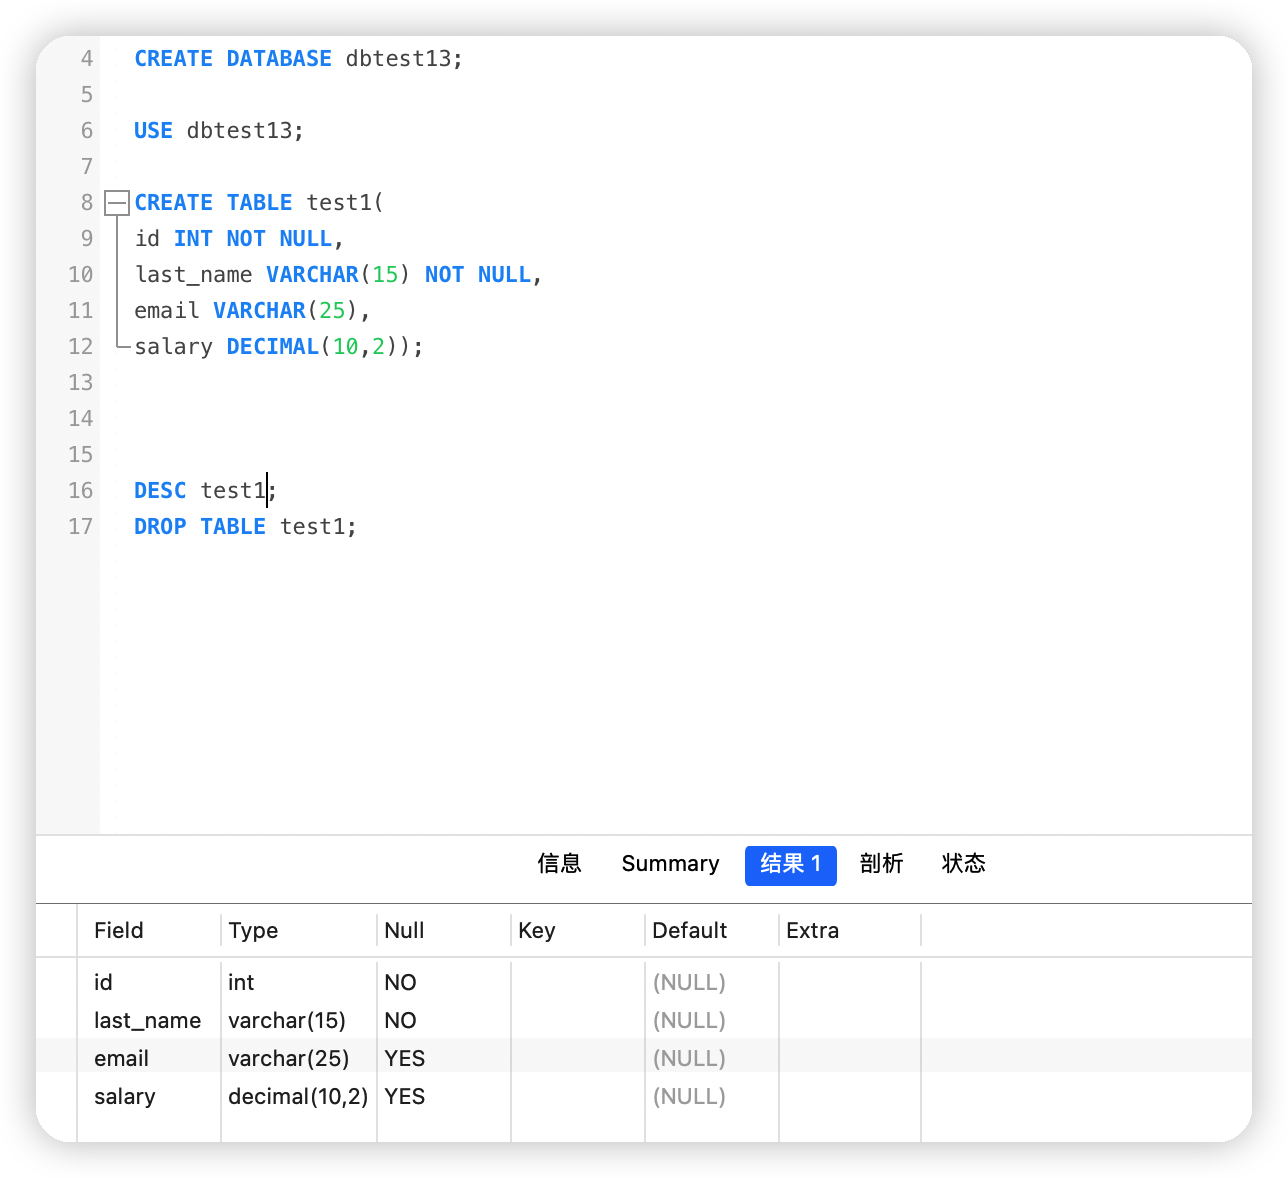 4 CREATE DATABASE dbtest13;
5
6 USE dbtest13;
7
8 CREATE TABLE test1(
9 id INT NOT NULL,
10 last_name VARCHAR(15) NOT NULL,
11 email VARCHAR(25),
12 salary DECIMAL(10,2));
13
14
15
16 DESC test1;
17 DROP TABLE test1;
信息 Summary 结果 1 剖析 状态
Field Type Null Key Default Extra
id int NO (NULL)
last_name varchar(15) NO (NULL)
email varchar(25) YES (NULL)
salary decimal(10,2) YES (NULL)